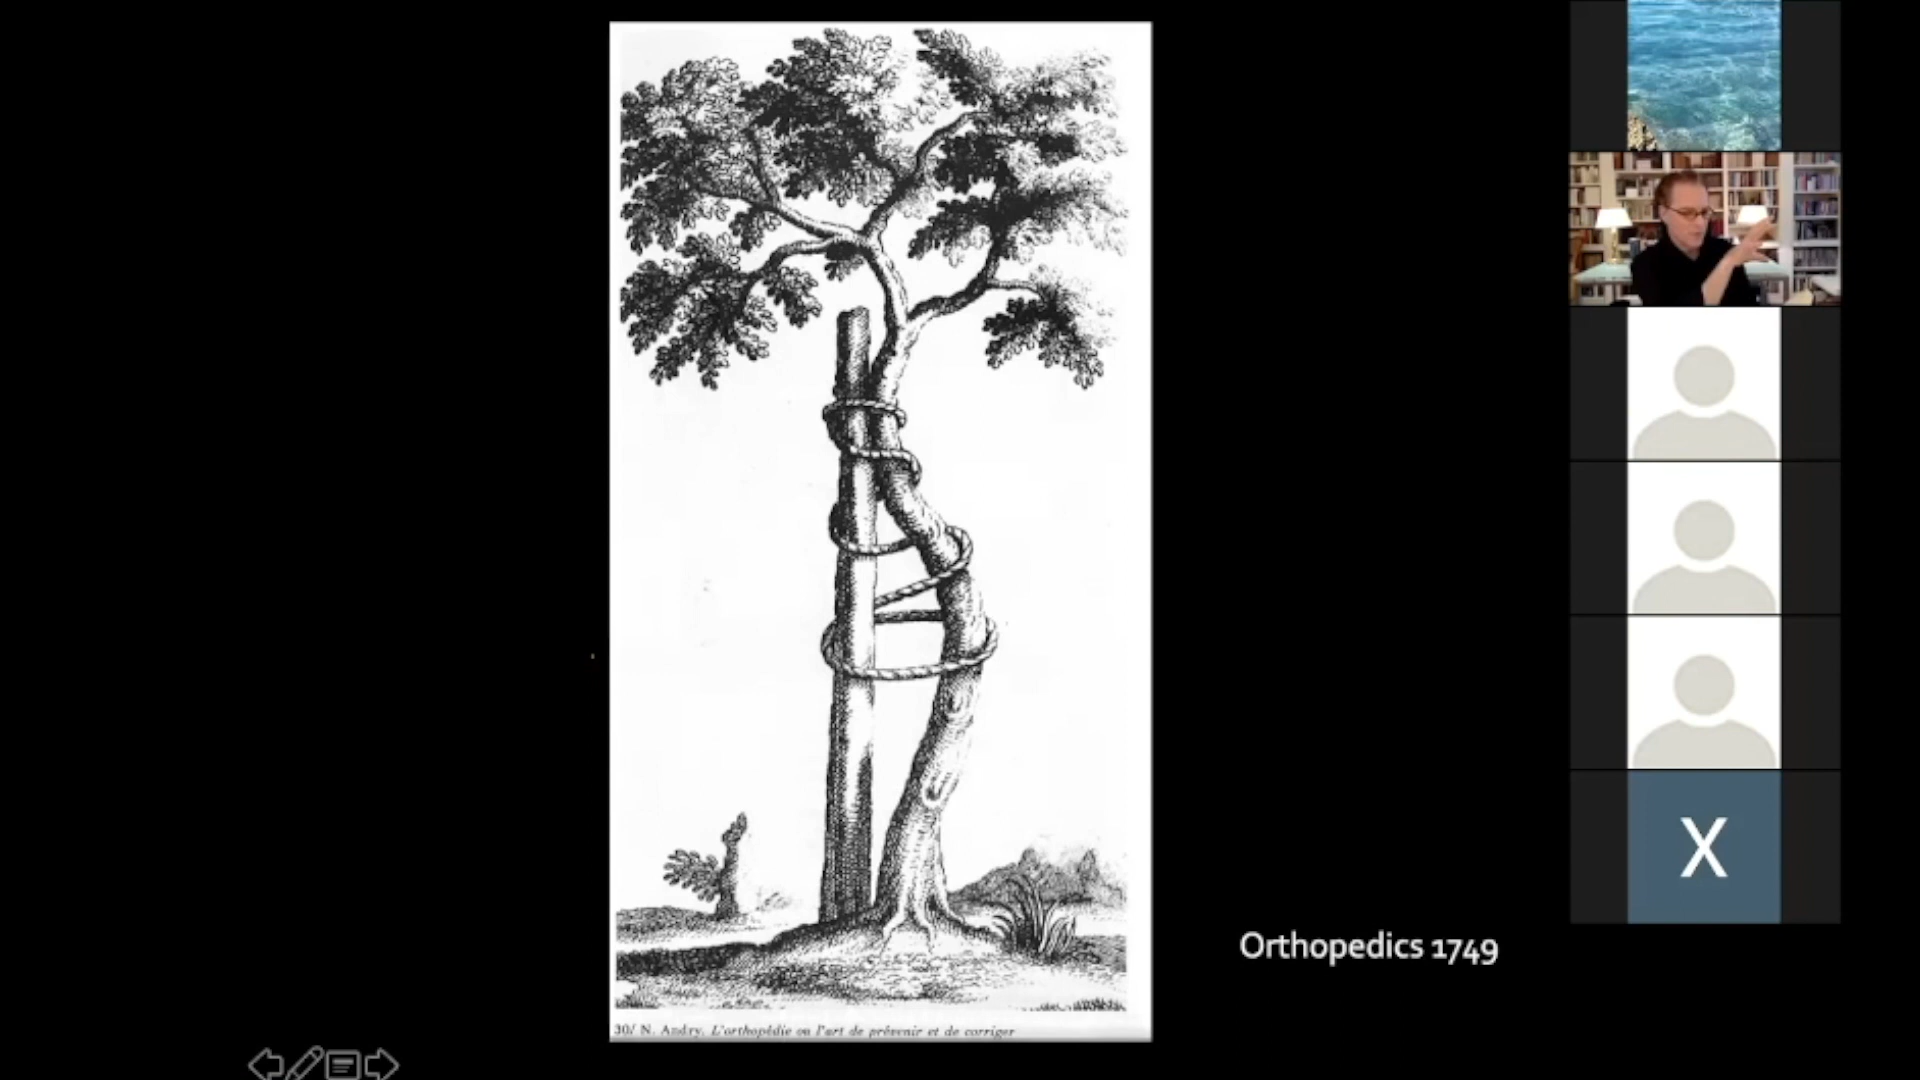 X
Orthopedics 1749
30/ N. Andry. L'orthopédie ou l'art de prévenir et de corriger